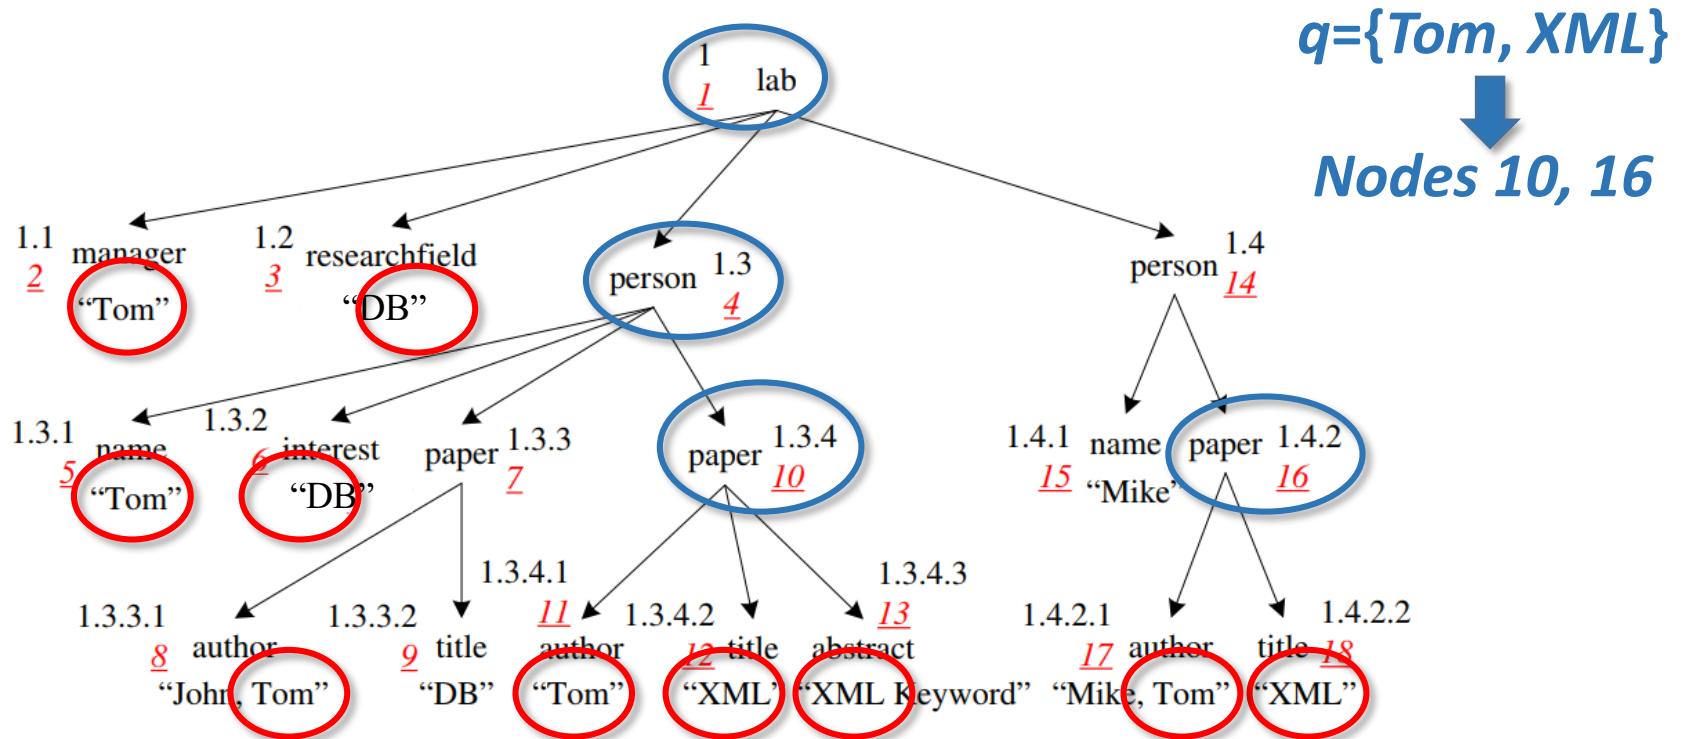 q={Tom, XML}
Nodes 10, 16
1
1 lab
1.1 manager
2
"Tom"
1.2 researchfield
3
"DB"
person 1.3
4
person 1.4
14
1.3.1 name
5
"Tom"
1.3.2 interest
6
"DB"
paper 1.3.3
7
paper 1.3.4
10
1.4.1 name
15 "Mike"
paper 1.4.2
16
1.3.3.1
8 author
"John, Tom"
1.3.3.2
9 title
"DB"
1.3.4.1
11
author
"Tom"
1.3.4.2
12 title
"XML"
1.3.4.3
13
abstract
"XML Keyword"
1.4.2.1
17 author
"Mike, Tom"
1.4.2.2
title 18
"XML"